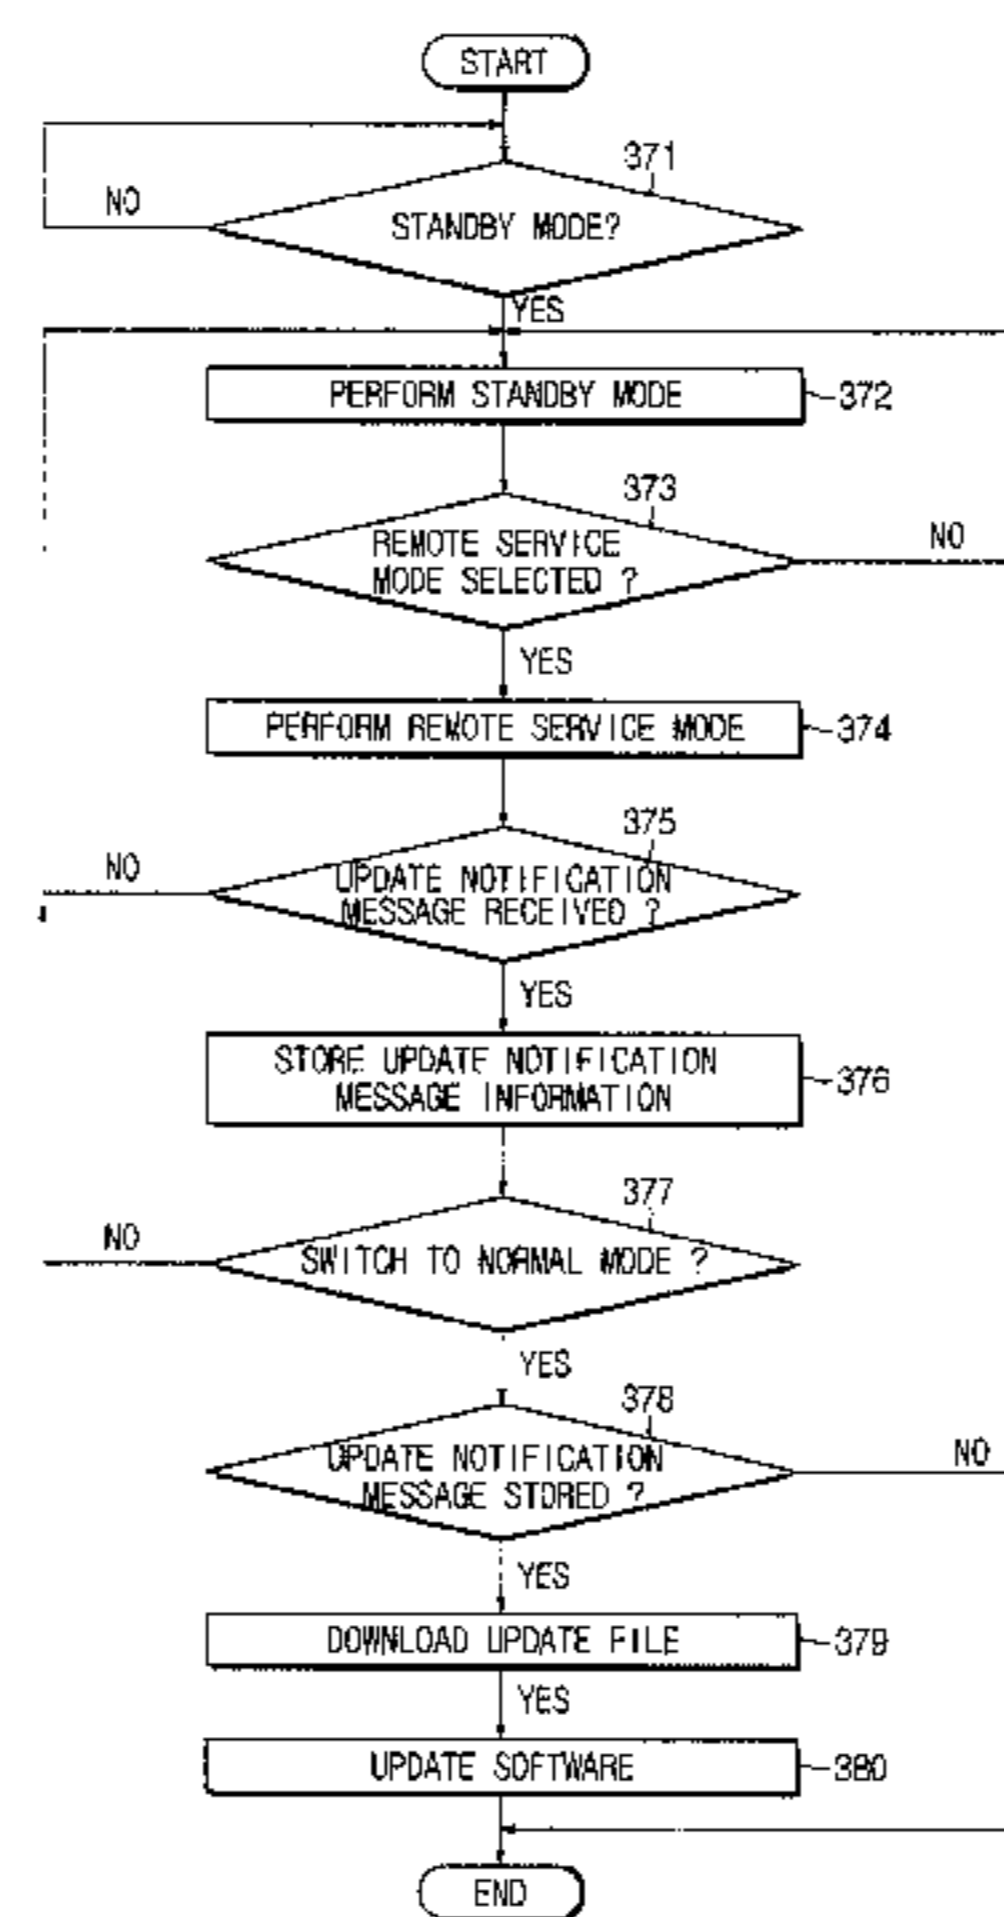 START
371
STANDBY MODE?
NO
YES
PERFORM STANDBY MODE
372
373
REMOTE SERVICE
MODE SELECTED ?
NO
YES
PERFORM REMOTE SERVICE MODE
374
375
UPDATE NOTIFICATION
MESSAGE RECEIVED ?
NO
YES
STORE UPDATE NOTIFICATION
MESSAGE INFORMATION
376
377
SWITCH TO NORMAL MODE ?
NO
YES
378
UPDATE NOTIFICATION
MESSAGE STORED ?
NO
YES
DOWNLOAD UPDATE FILE
379
YES
UPDATE SOFTWARE
380
END